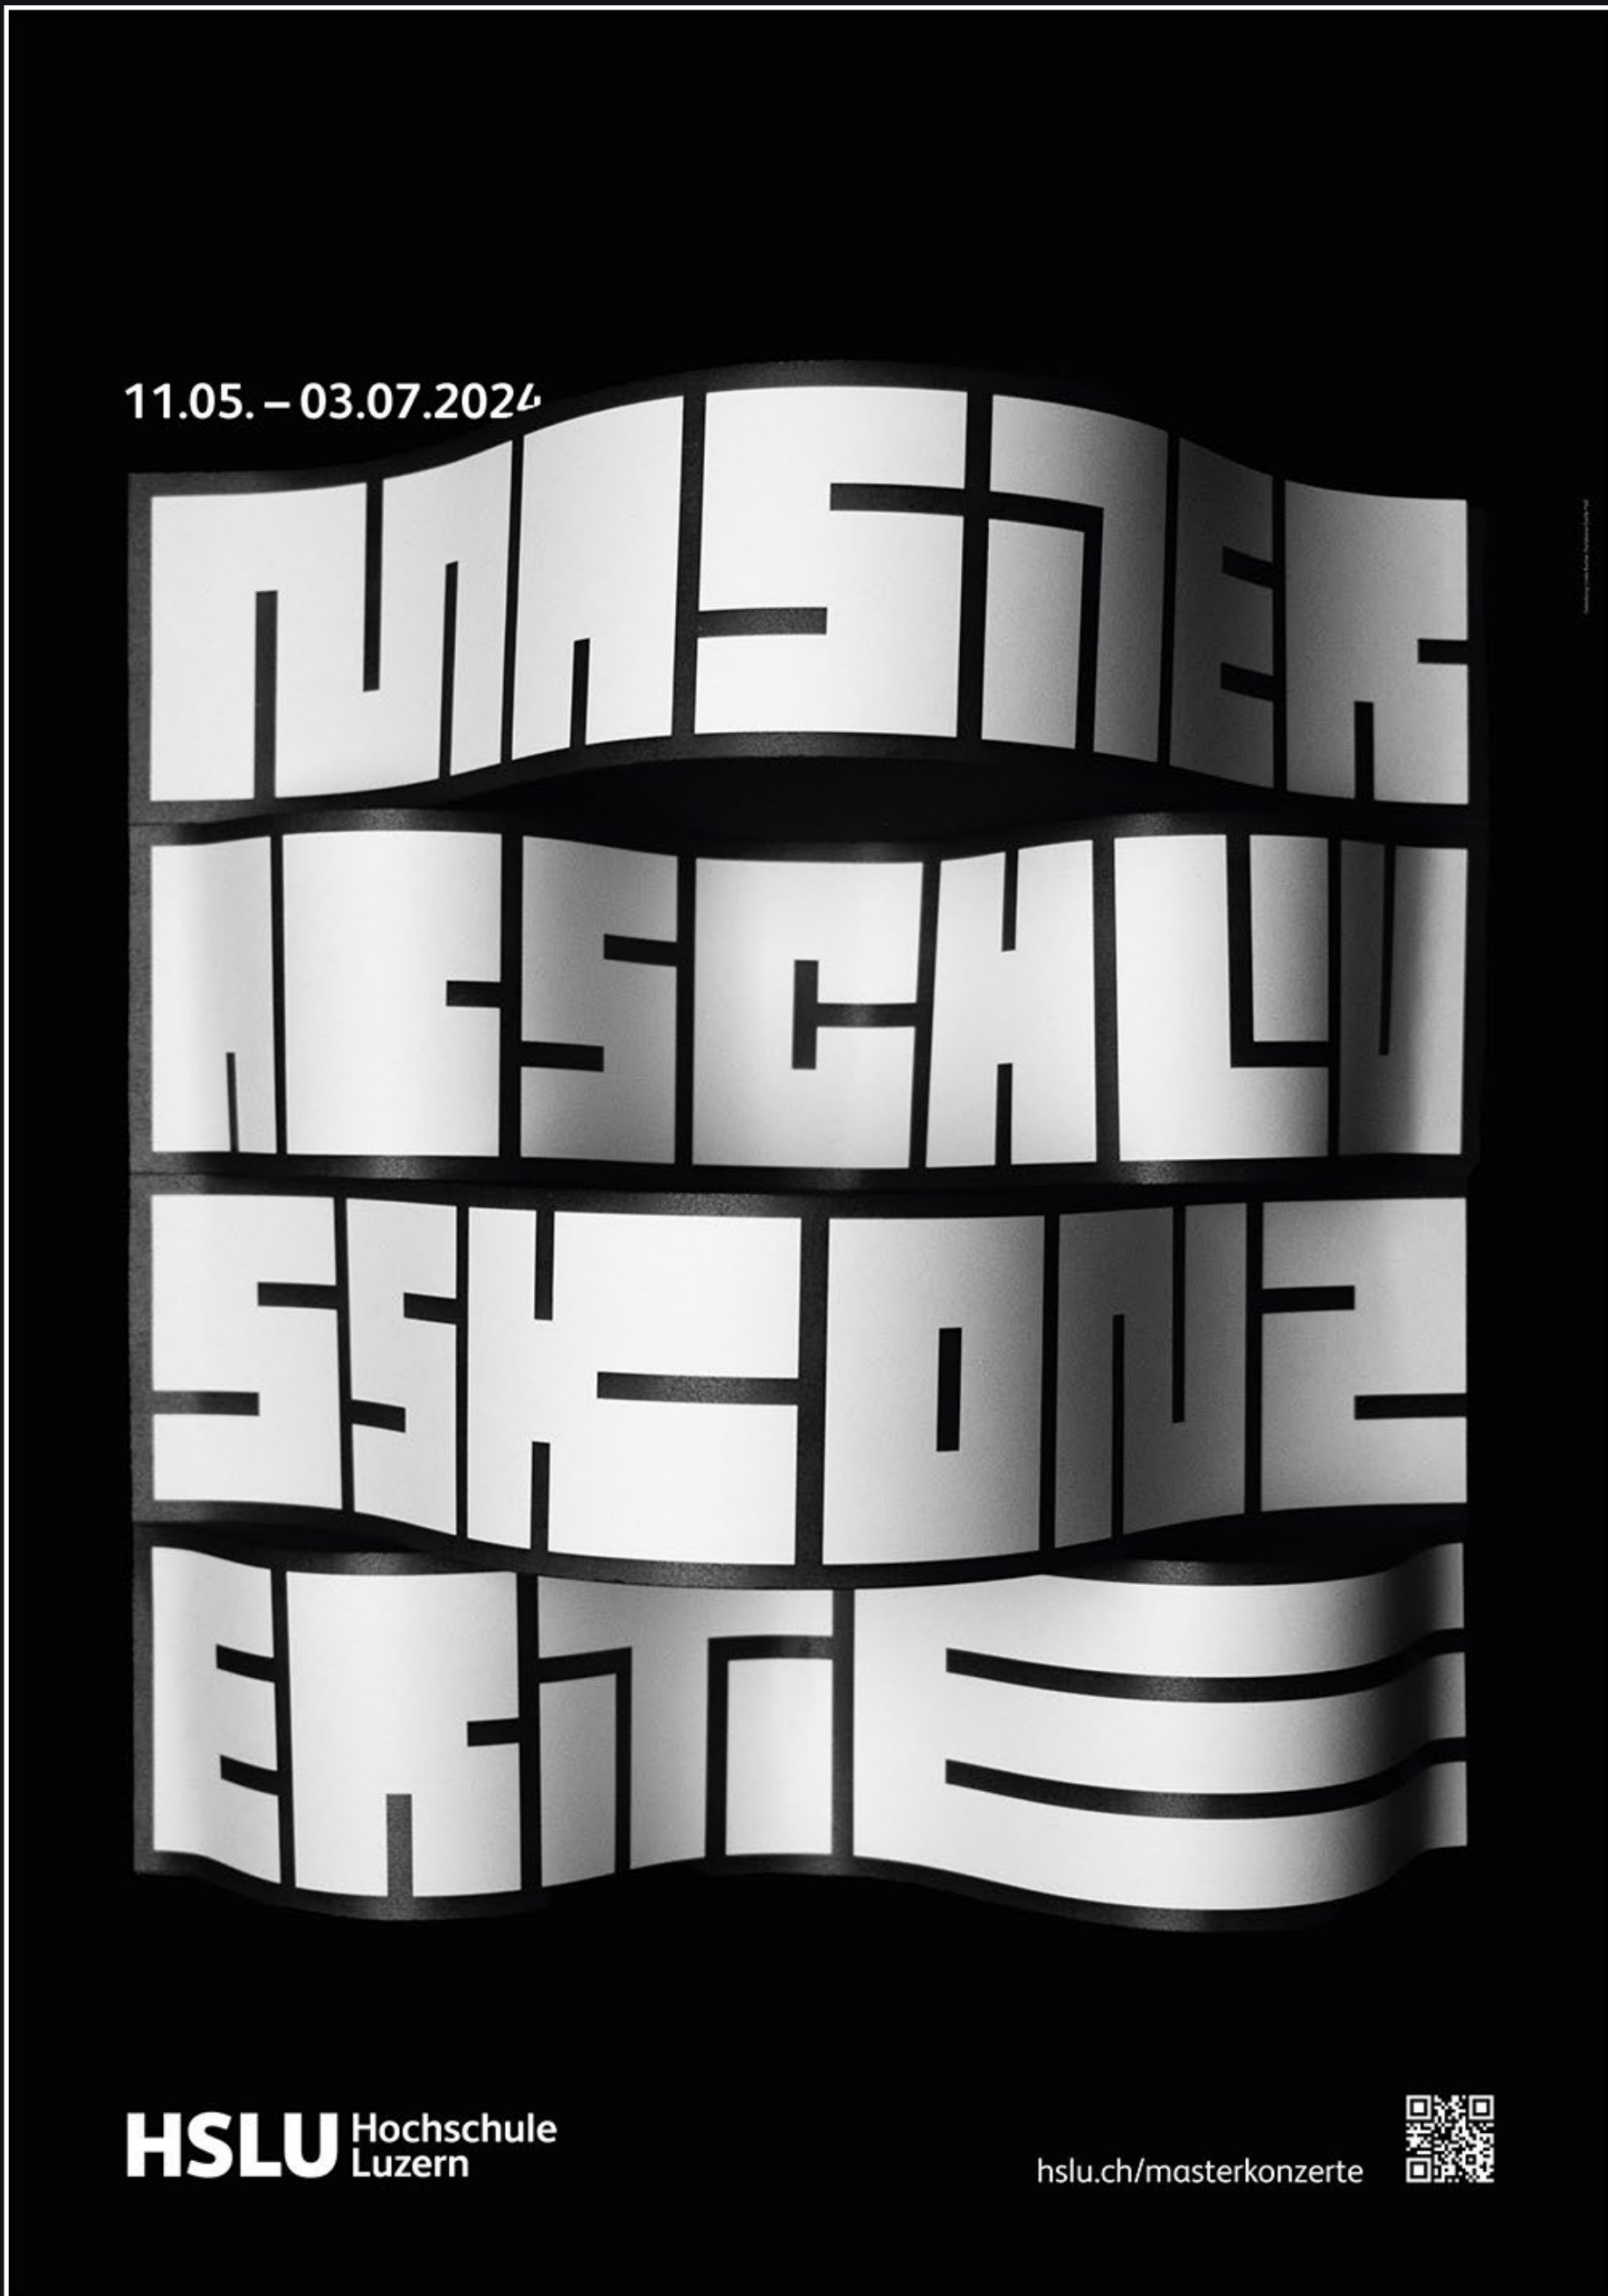 11.05. – 03.07.2024
MASTER
ABSCHLU
SSKONZ
ERTE
HSLU Hochschule
Luzern
hslu.ch/masterkonzerte